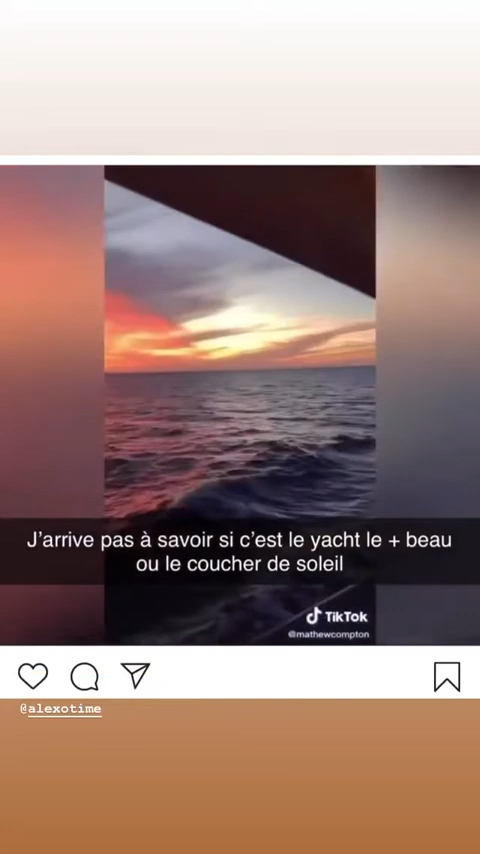 J'arrive pas à savoir si c'est le yacht le + beau
ou le coucher de soleil
TikTok
@mathewcompton
@alexotime